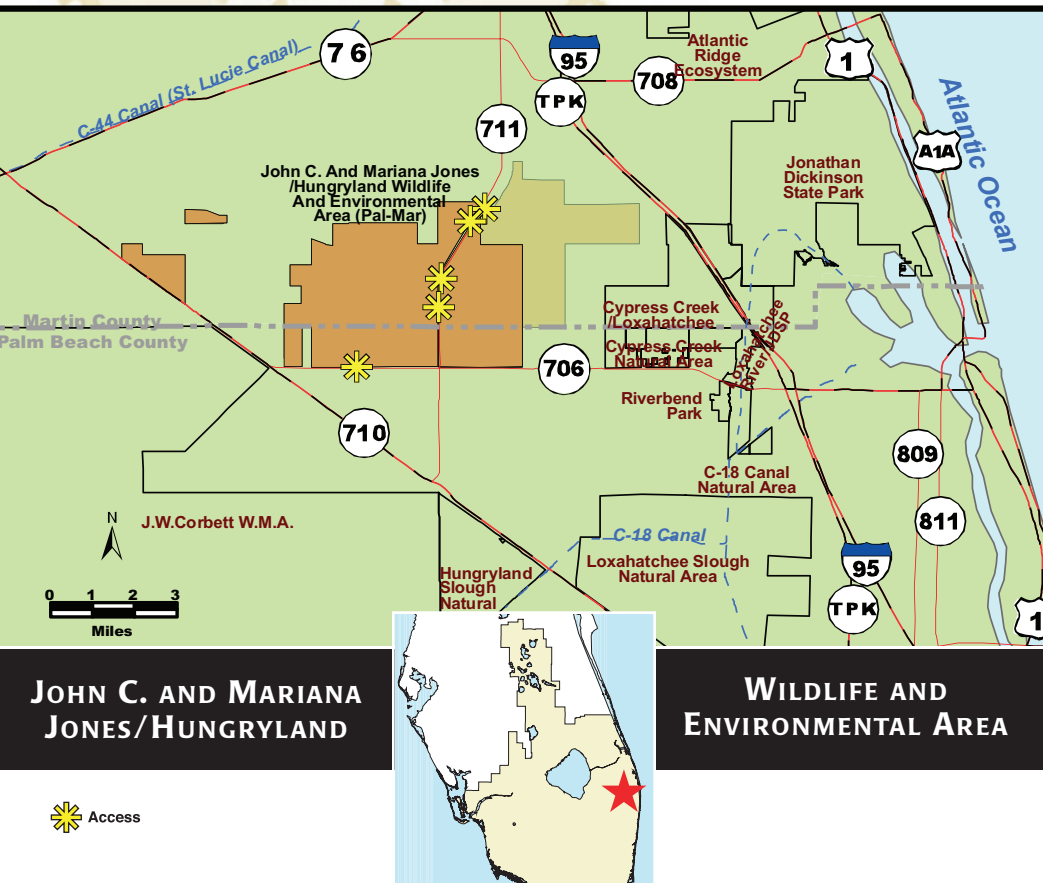 76
C-44 Canal (St. Lucie Canal)
95
TPK
708
Atlantic
Ridge
Ecosystem
1
Atlantic Ocean
A1A
711
John C. And Mariana Jones
/Hungryland Wildlife
And Environmental
Area (Pal-Mar)
Jonathan
Dickinson
State Park
Martin County
Palm Beach County
Cypress Creek
/Loxahatchee
Cypress Creek
Natural Area
Loxahatchee
River/JDSP
706
Riverbend
Park
710
809
C-18 Canal
Natural Area
811
N
J.W.Corbett W.M.A.
C-18 Canal
Loxahatchee Slough
Natural Area
Hungryland
Slough
Natural
95
TPK
1
0 1 2 3
Miles
John C. and Mariana
Jones/Hungryland
Wildlife and
Environmental Area
Access